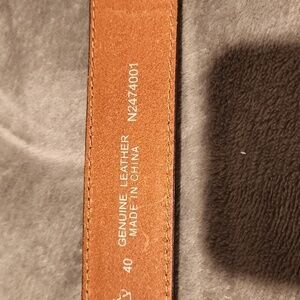 40
GENUINE LEATHER
MADE IN CHINA
N2474001